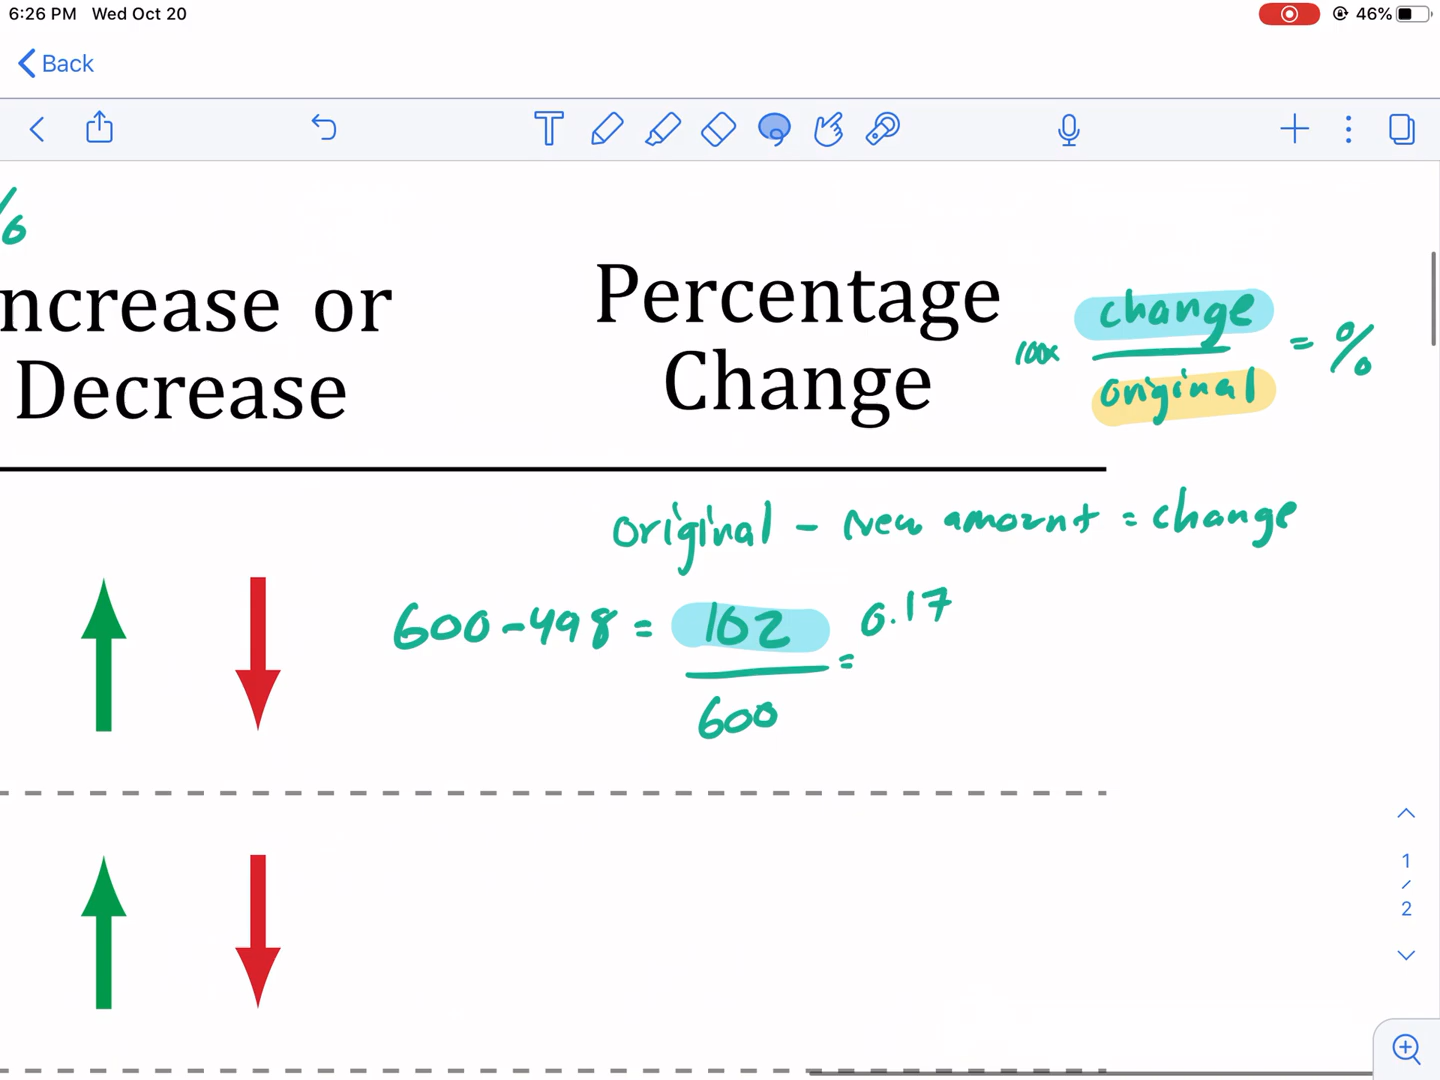 6:26 PM Wed Oct 20
46%
Back
%
ncrease or
Decrease
Percentage
Change
100x change / original = %
original - New amount = change
600-498 = 102 / 600 = 0.17
1
/
2